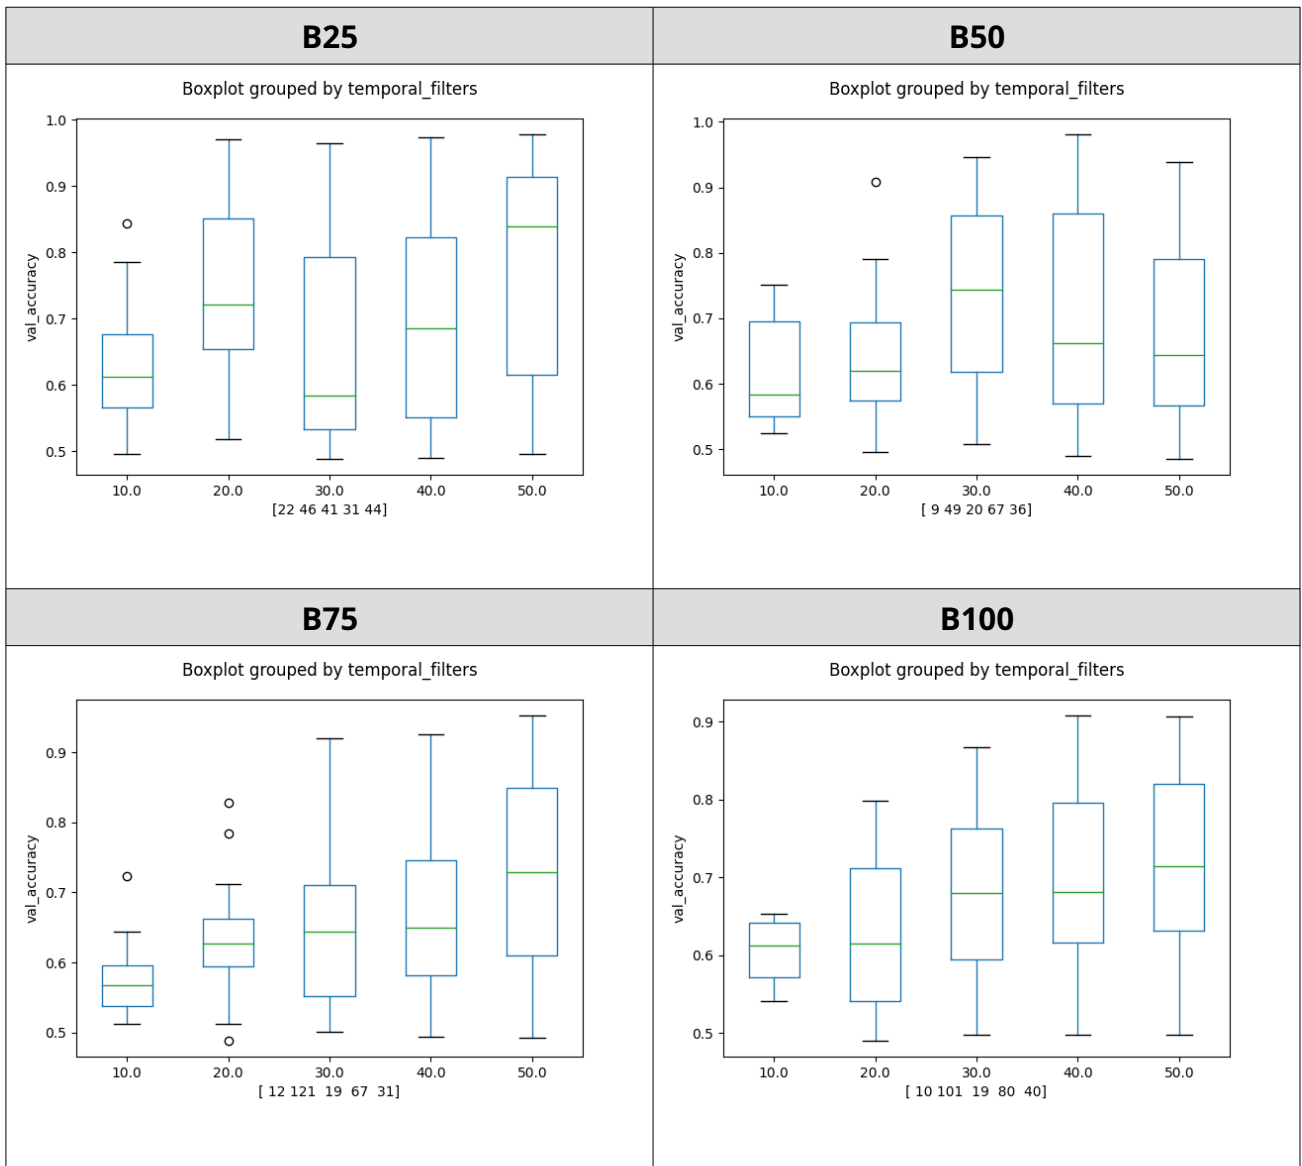 B25
Boxplot grouped by temporal_filters
1.0
0.9
0.8
0.7
0.6
0.5
val_accuracy
10.0 20.0 30.0 40.0 50.0
[22 46 41 31 44]
B50
Boxplot grouped by temporal_filters
1.0
0.9
0.8
0.7
0.6
0.5
val_accuracy
10.0 20.0 30.0 40.0 50.0
[ 9 49 20 67 36]
B75
Boxplot grouped by temporal_filters
0.9
0.8
0.7
0.6
0.5
val_accuracy
10.0 20.0 30.0 40.0 50.0
[ 12 121  19  67  31]
B100
Boxplot grouped by temporal_filters
0.9
0.8
0.7
0.6
0.5
val_accuracy
10.0 20.0 30.0 40.0 50.0
[ 10 101  19  80  40]